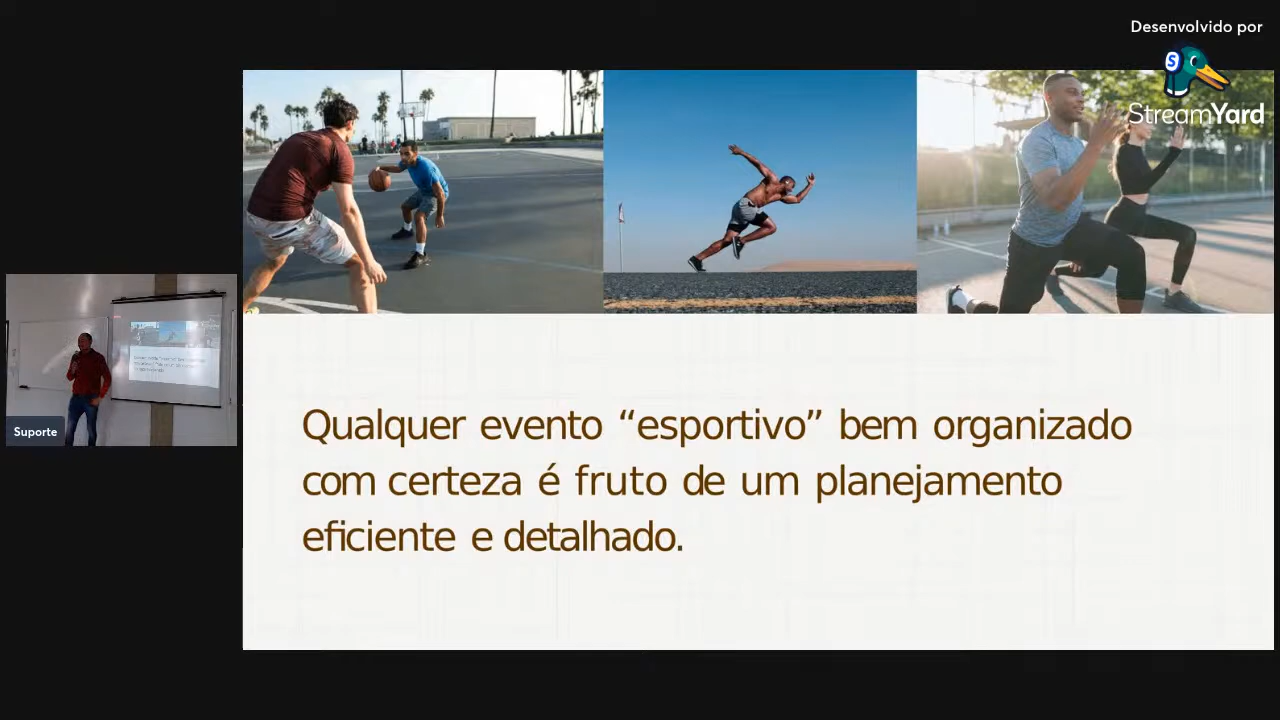 Desenvolvido por
StreamYard
Qualquer evento “esportivo” bem organizado
com certeza é fruto de um planejamento
eficiente e detalhado.
Suporte